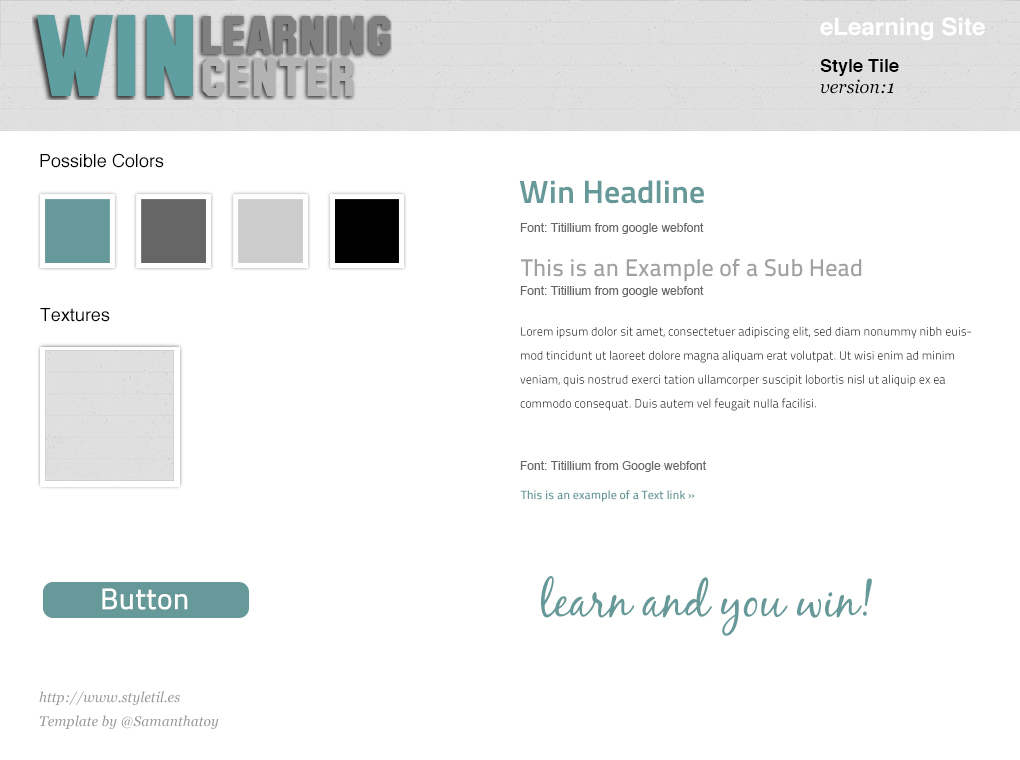 WIN LEARNING
CENTER
eLearning Site
Style Tile
version:1
Possible Colors
Textures
Win Headline
Font: Titillium from google webfont
This is an Example of a Sub Head
Font: Titillium from google webfont
Lorem ipsum dolor sit amet, consectetuer adipiscing elit, sed diam nonummy nibh euis-
mod tincidunt ut laoreet dolore magna aliquam erat volutpat. Ut wisi enim ad minim
veniam, quis nostrud exerci tation ullamcorper suscipit lobortis nisl ut aliquip ex ea
commodo consequat. Duis autem vel feugait nulla facilisi.
Font: Titillium from Google webfont
This is an example of a Text link »
Button
learn and you win!
http://www.styletil.es
Template by @Samanthatoy